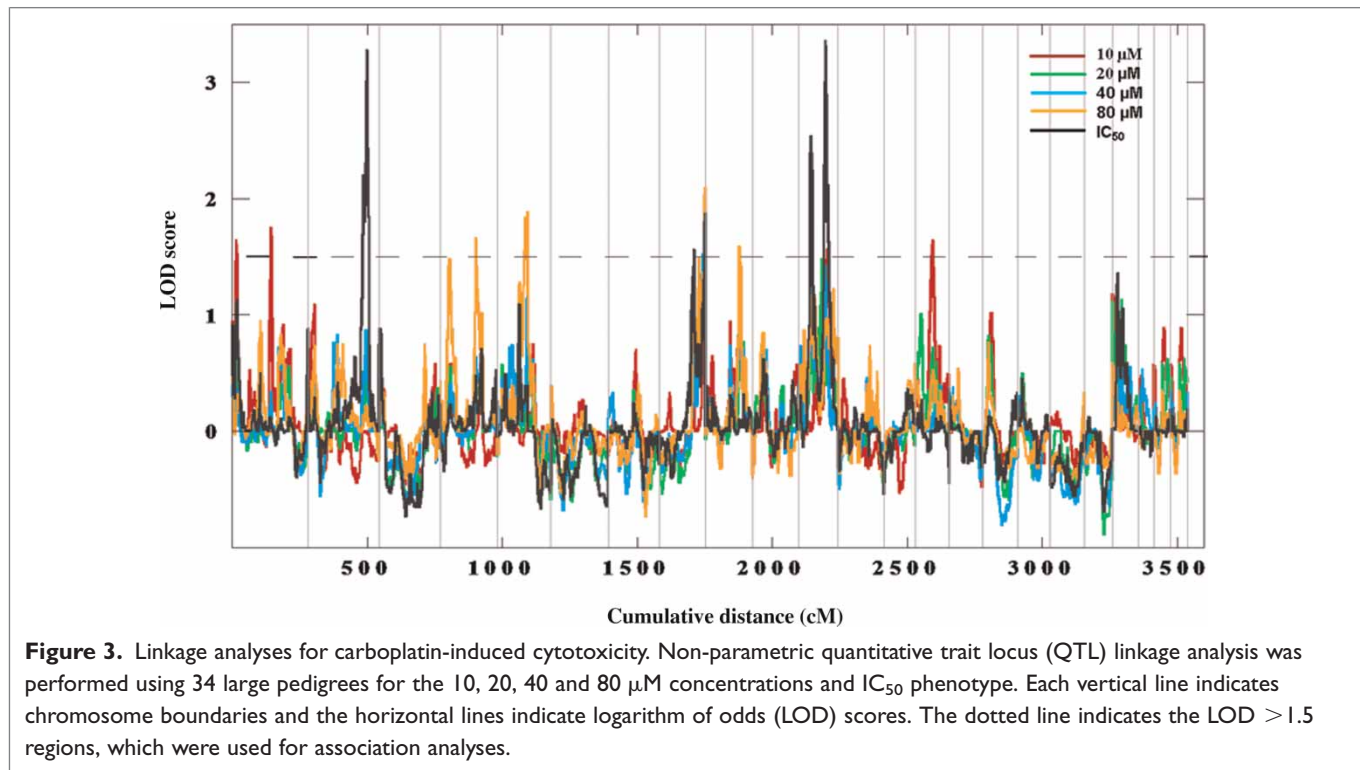 3
2
1
0
LOD score
10 µM
20 µM
40 µM
80 µM
IC50
500 1000 1500 2000 2500 3000 3500
Cumulative distance (cM)
Figure 3. Linkage analyses for carboplatin-induced cytotoxicity. Non-parametric quantitative trait locus (QTL) linkage analysis was
performed using 34 large pedigrees for the 10, 20, 40 and 80 μM concentrations and IC50 phenotype. Each vertical line indicates
chromosome boundaries and the horizontal lines indicate logarithm of odds (LOD) scores. The dotted line indicates the LOD >1.5
regions, which were used for association analyses.